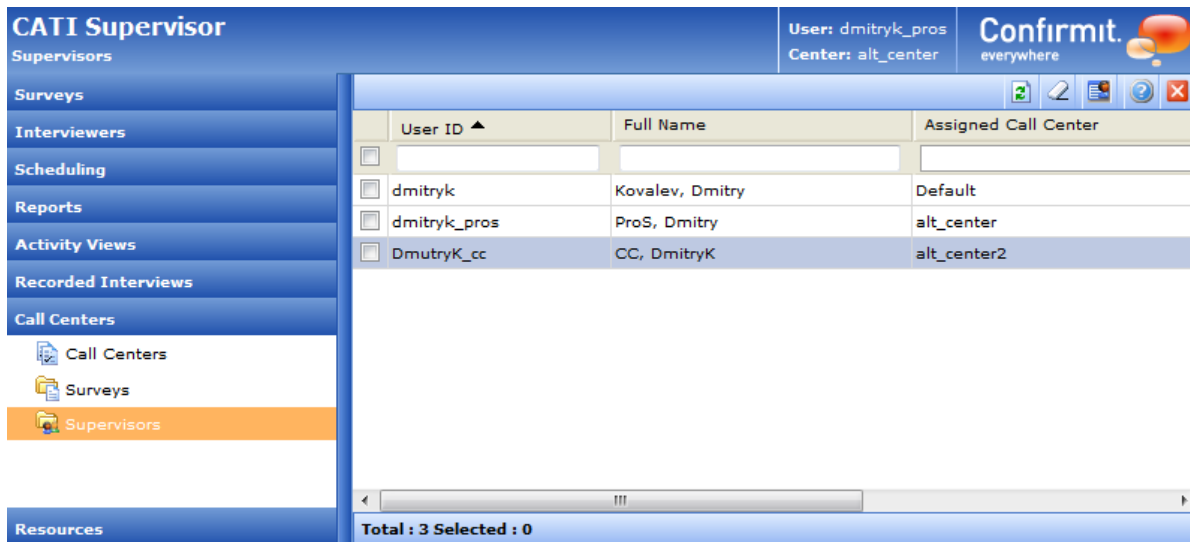 CATI Supervisor
Supervisors
User: dmitryk_pros
Center: alt_center
Confirmit.
everywhere
Surveys
Interviewers
Scheduling
Reports
Activity Views
Recorded Interviews
Call Centers
Call Centers
Surveys
Supervisors
Resources
User ID Full Name Assigned Call Center
dmitryk Kovalev, Dmitry Default
dmitryk_pros ProS, Dmitry alt_center
DmutryK_cc CC, DmitryK alt_center2
Total : 3 Selected : 0